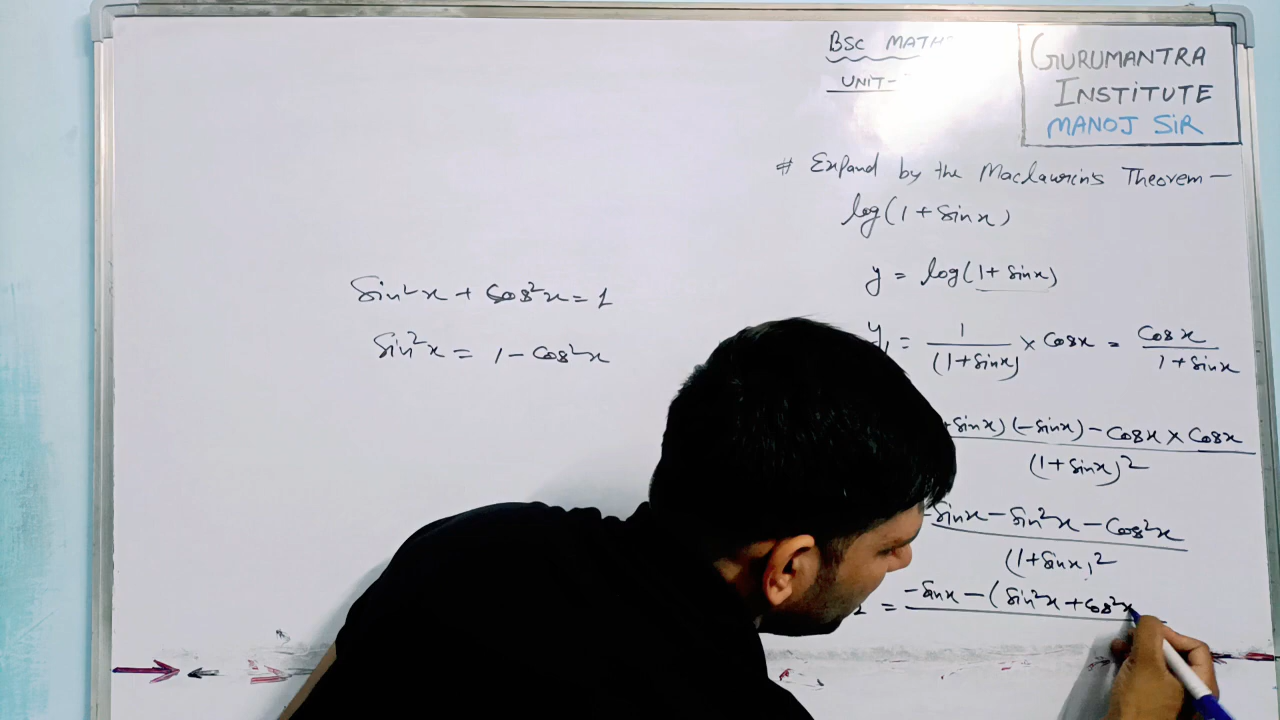 BSC MATH
UNIT-
GURUMANTRA
INSTITUTE
MANOJ SIR
# Expand by the Maclaurin's Theorem —
log(1 + Sinx)
y = log(1 + Sinx)
y₁ = 1/(1+Sinx) × Cosx = Cosx/1+Sinx
Sinx)(-Sinx) - Cosx × Cosx/(1+Sinx)²
-Sinx - Sin²x - Cos²x/(1+Sinx)²
₂ = -Sinx - (Sin²x + Cos²x
Sin²x + Cos²x = 1
Sin²x = 1 - Cos²x